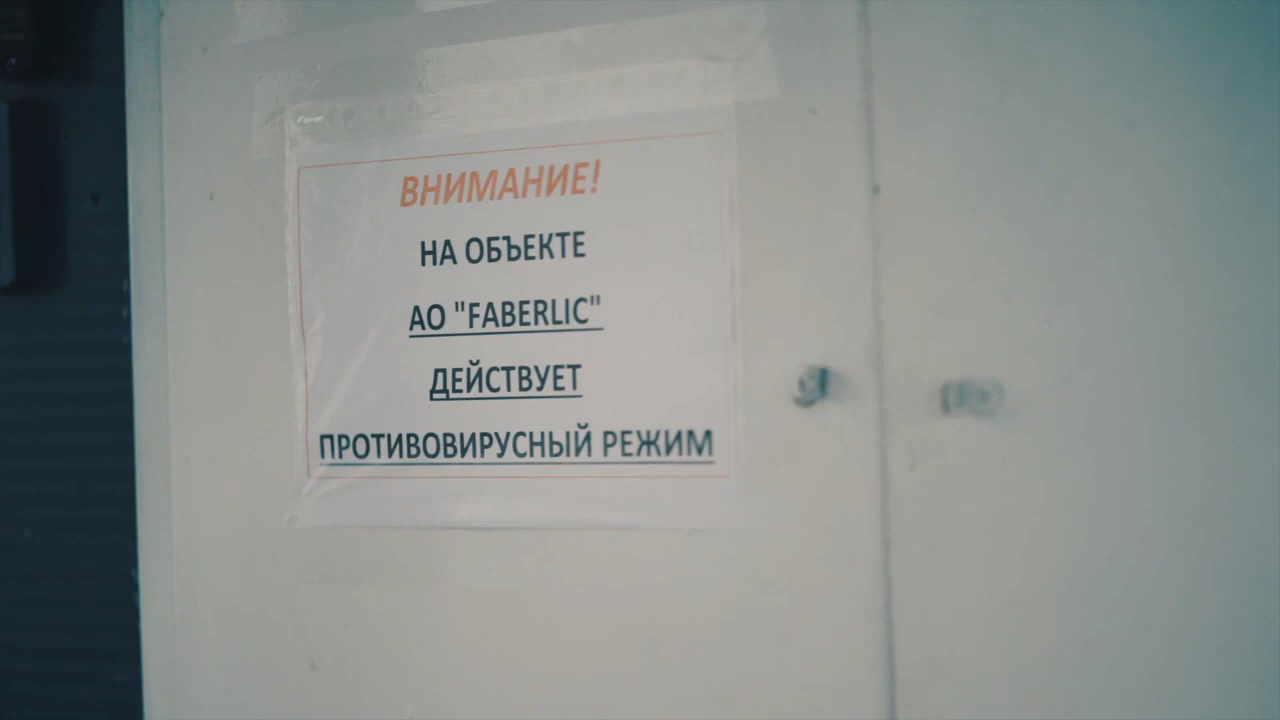 ВНИМАНИЕ!
НА ОБЪЕКТЕ
АО "FABERLIC"
ДЕЙСТВУЕТ
ПРОТИВОВИРУСНЫЙ РЕЖИМ